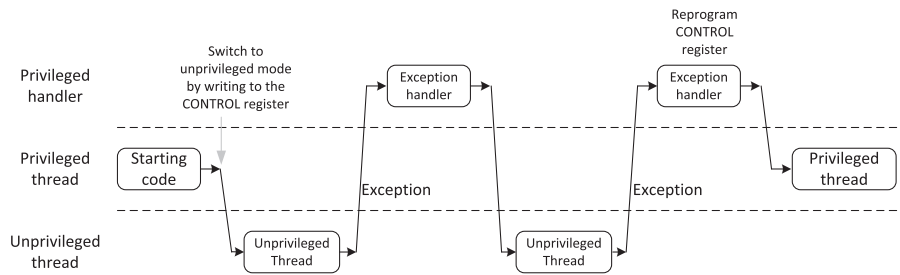 Reprogram
CONTROL
register
Switch to
unprivileged mode
by writing to the
CONTROL register
Privileged
handler
Exception
handler
Exception
handler
Privileged
thread
Starting
code
Exception
Exception
Privileged
thread
Unprivileged
thread
Unprivileged
Thread
Unprivileged
Thread